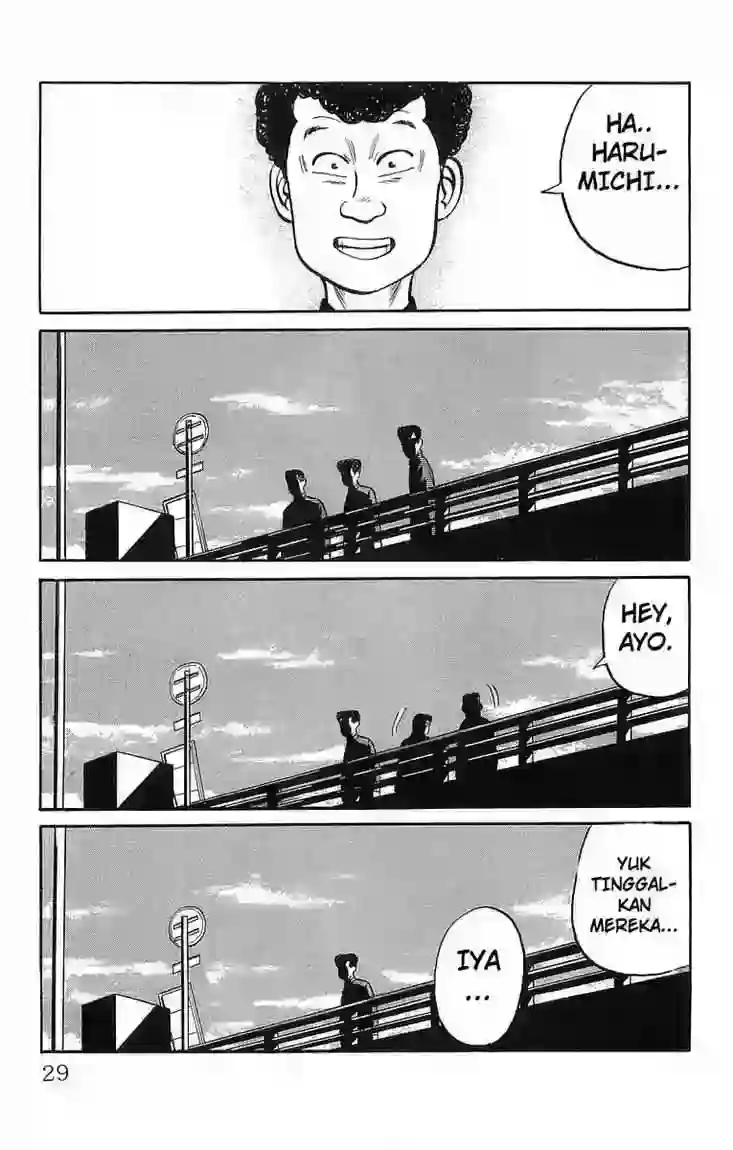 HA..
HARU-
MICHI...
HEY,
AYO.
YUK
TINGGAL-
KAN
MEREKA...
IYA
...
29